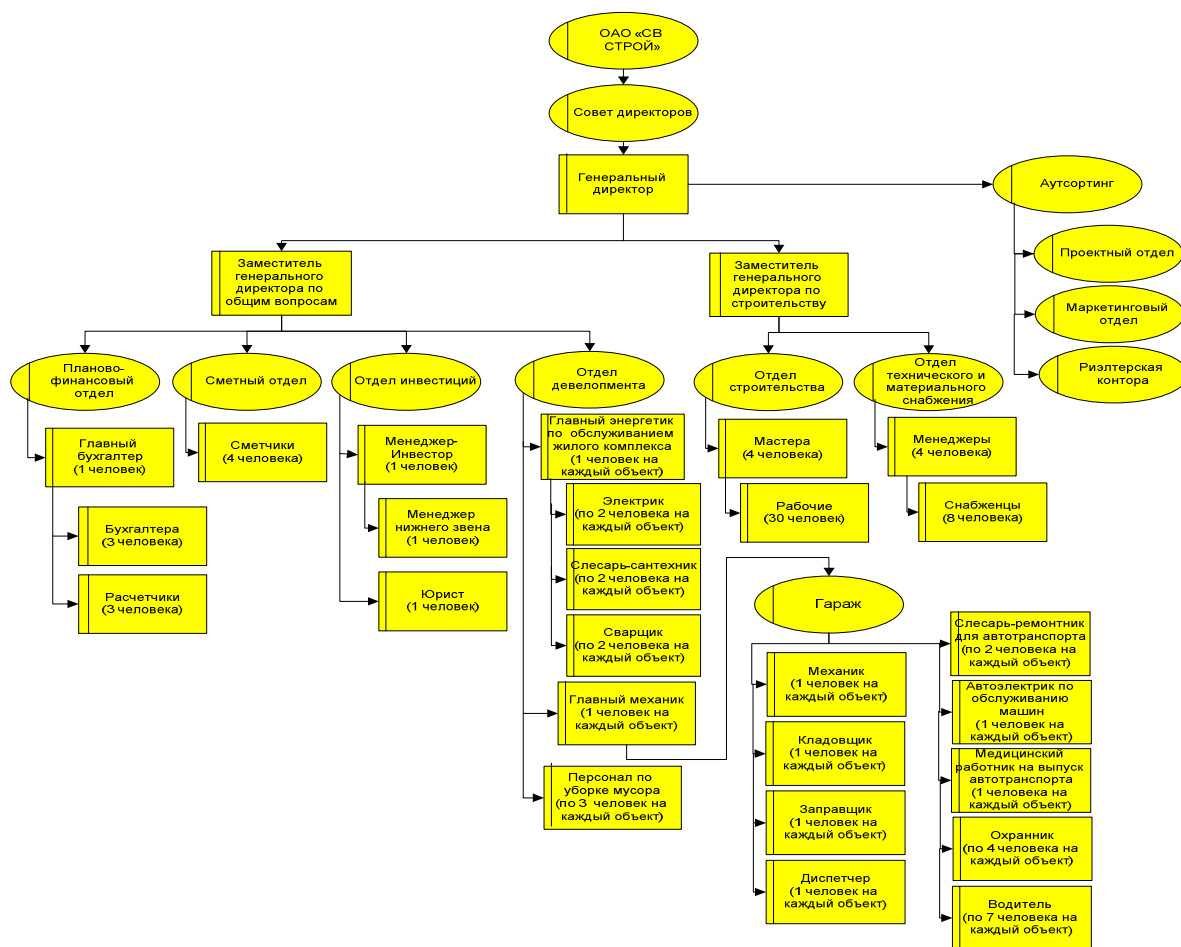 ОАО «СВ
СТРОЙ»
Совет директоров
Генеральный
директор
Аутсортинг
Проектный отдел
Маркетинговый
отдел
Риэлтерская
контора
Заместитель
генерального
директора по
общим вопросам
Заместитель
генерального
директора по
строительству
Планово-
финансовый
отдел
Сметный отдел
Отдел инвестиций
Отдел
девелопмента
Отдел
строительства
Отдел
технического и
материального
снабжения
Главный
бухгалтер
(1 человек)
Бухгалтера
(3 человека)
Расчетчики
(3 человека)
Сметчики
(4 человека)
Менеджер-
Инвестор
(1 человек)
Менеджер
нижнего звена
(1 человек)
Юрист
(1 человек)
Главный энергетик
по обслуживанием
жилого комплекса
(1 человек на
каждый объект)
Электрик
(по 2 человека на
каждый объект)
Слесарь-сантехник
(по 2 человека на
каждый объект)
Сварщик
(по 2 человека на
каждый объект)
Главный механик
(1 человек на
каждый объект)
Персонал по
уборке мусора
(по 3 человек на
каждый объект)
Мастера
(4 человека)
Рабочие
(30 человек)
Менеджеры
(4 человека)
Снабженцы
(8 человека)
Гараж
Механик
(1 человек на
каждый объект)
Кладовщик
(1 человек на
каждый объект)
Заправщик
(1 человек на
каждый объект)
Диспетчер
(1 человек на
каждый объект)
Слесарь-ремонтник
для автотранспорта
(по 2 человека на
каждый объект)
Автоэлектрик по
обслуживанию
машин
(1 человек на
каждый объект)
Медицинский
работник на выпуск
автотранспорта
(1 человека на
каждый объект)
Охранник
(по 4 человека на
каждый объект)
Водитель
(по 7 человека на
каждый объект)